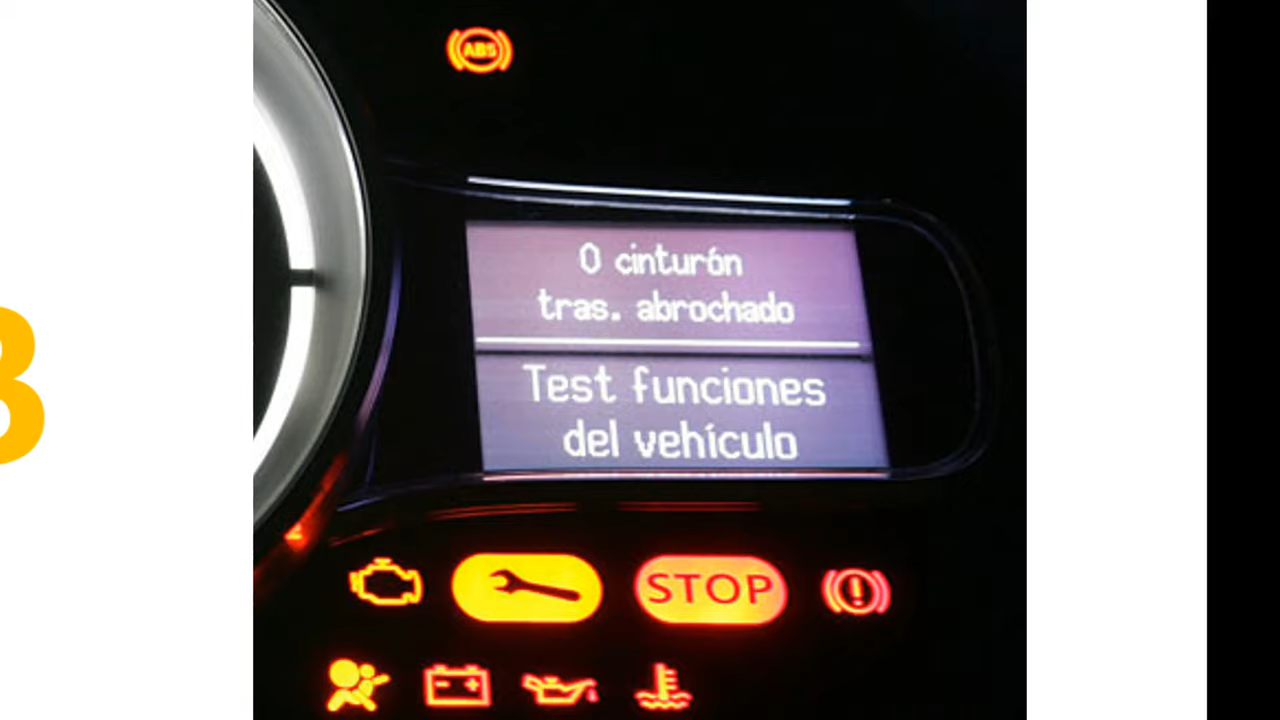 ABS
0 cinturón
tras. abrochado
Test funciones
del vehículo
STOP